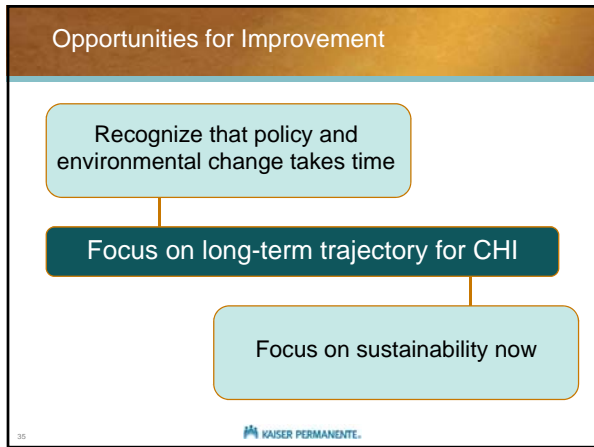 Opportunities for Improvement
Recognize that policy and
environmental change takes time
Focus on long-term trajectory for CHI
Focus on sustainability now
35
KAISER PERMANENTE®